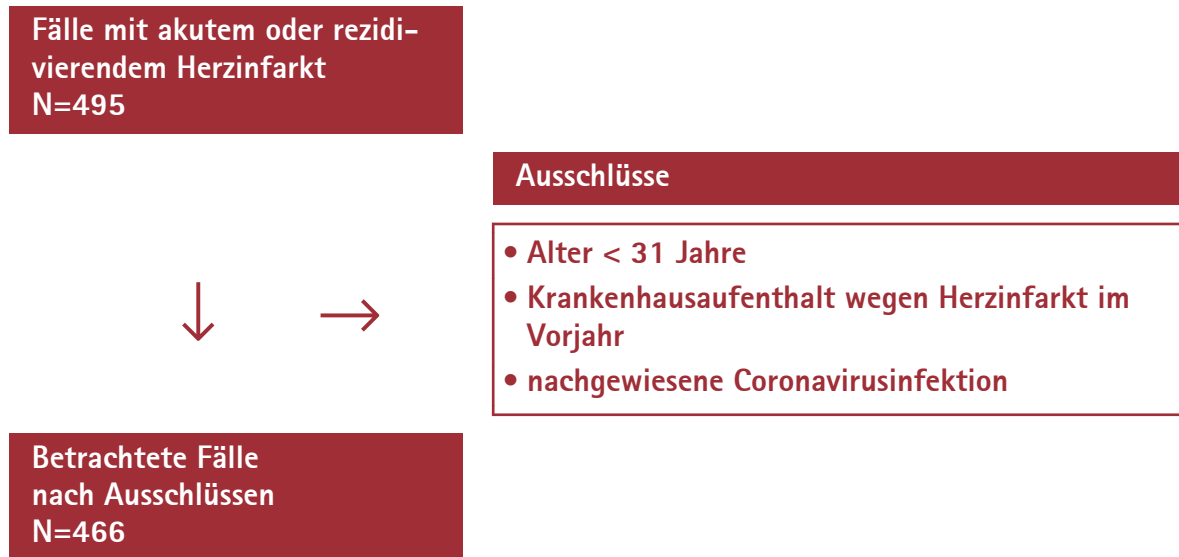 Fälle mit akutem oder rezidi-
vierendem Herzinfarkt
N=495
Ausschlüsse
• Alter < 31 Jahre
• Krankenhausaufenthalt wegen Herzinfarkt im
Vorjahr
• nachgewiesene Coronavirusinfektion
Betrachtete Fälle
nach Ausschlüssen
N=466